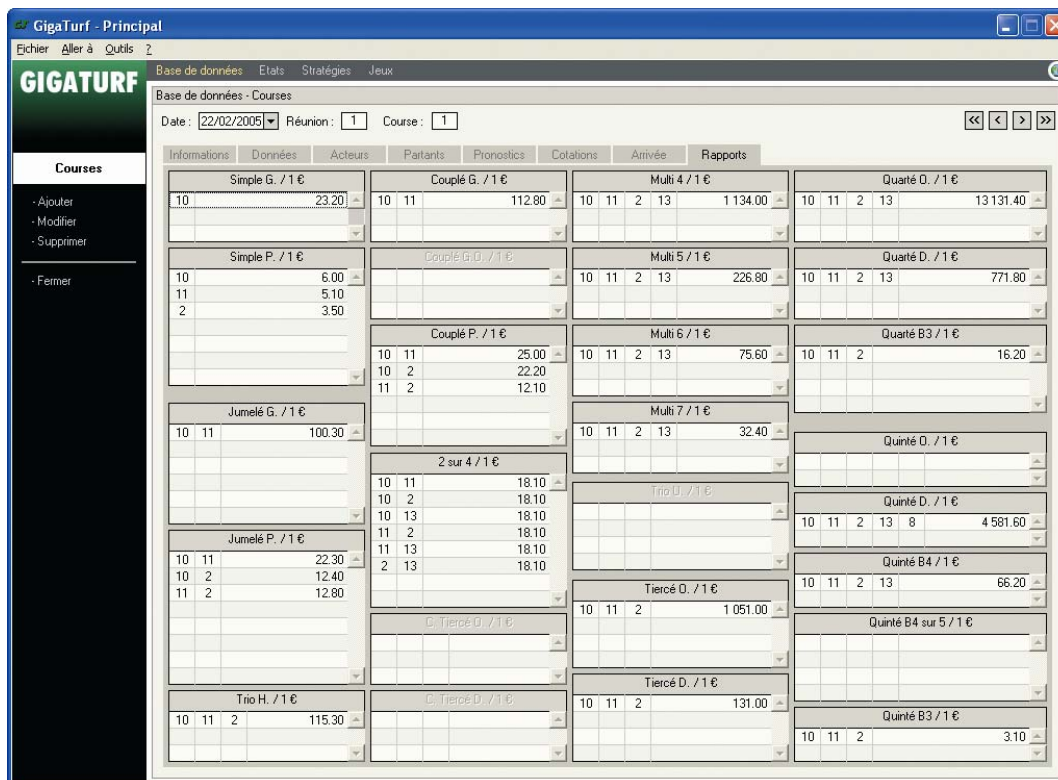 GigaTurf - Principal
Fichier Aller à Outils ?
GIGATURF
Base de données Etats Stratégies Jeux
Base de données - Courses
Date : 22/02/2005 Réunion : 1 Course : 1
Courses
- Ajouter
- Modifier
- Supprimer
- Fermer
Informations Données Acteurs Partants Pronostics Cotations Arrivée Rapports
Simple G. / 1 €
10 23.20
Simple P. / 1 €
10 6.00
11 5.10
2 3.50
Jumelé G. / 1 €
10 11 100.30
Jumelé P. / 1 €
10 11 22.30
10 2 12.40
11 2 12.80
Trio H. / 1 €
10 11 2 115.30
Couplé G. / 1 €
10 11 112.80
Couplé G.O. / 1 €
Couplé P. / 1 €
10 11 25.00
10 2 22.20
11 2 12.10
2 sur 4 / 1 €
10 11 18.10
10 2 18.10
10 13 18.10
11 2 18.10
11 13 18.10
2 13 18.10
C. Tiercé O. / 1 €
C. Tiercé D. / 1 €
Multi 4 / 1 €
10 11 2 13 1 134.00
Multi 5 / 1 €
10 11 2 13 226.80
Multi 6 / 1 €
10 11 2 13 75.60
Multi 7 / 1 €
10 11 2 13 32.40
Trio O. / 1 €
Tiercé O. / 1 €
10 11 2 1 051.00
Tiercé D. / 1 €
10 11 2 131.00
Quarté O. / 1 €
10 11 2 13 13 131.40
Quarté D. / 1 €
10 11 2 13 771.80
Quarté B3 / 1 €
10 11 2 16.20
Quinté O. / 1 €
Quinté D. / 1 €
10 11 2 13 8 4 581.60
Quinté B4 / 1 €
10 11 2 13 66.20
Quinté B4 sur 5 / 1 €
Quinté B3 / 1 €
10 11 2 3.10